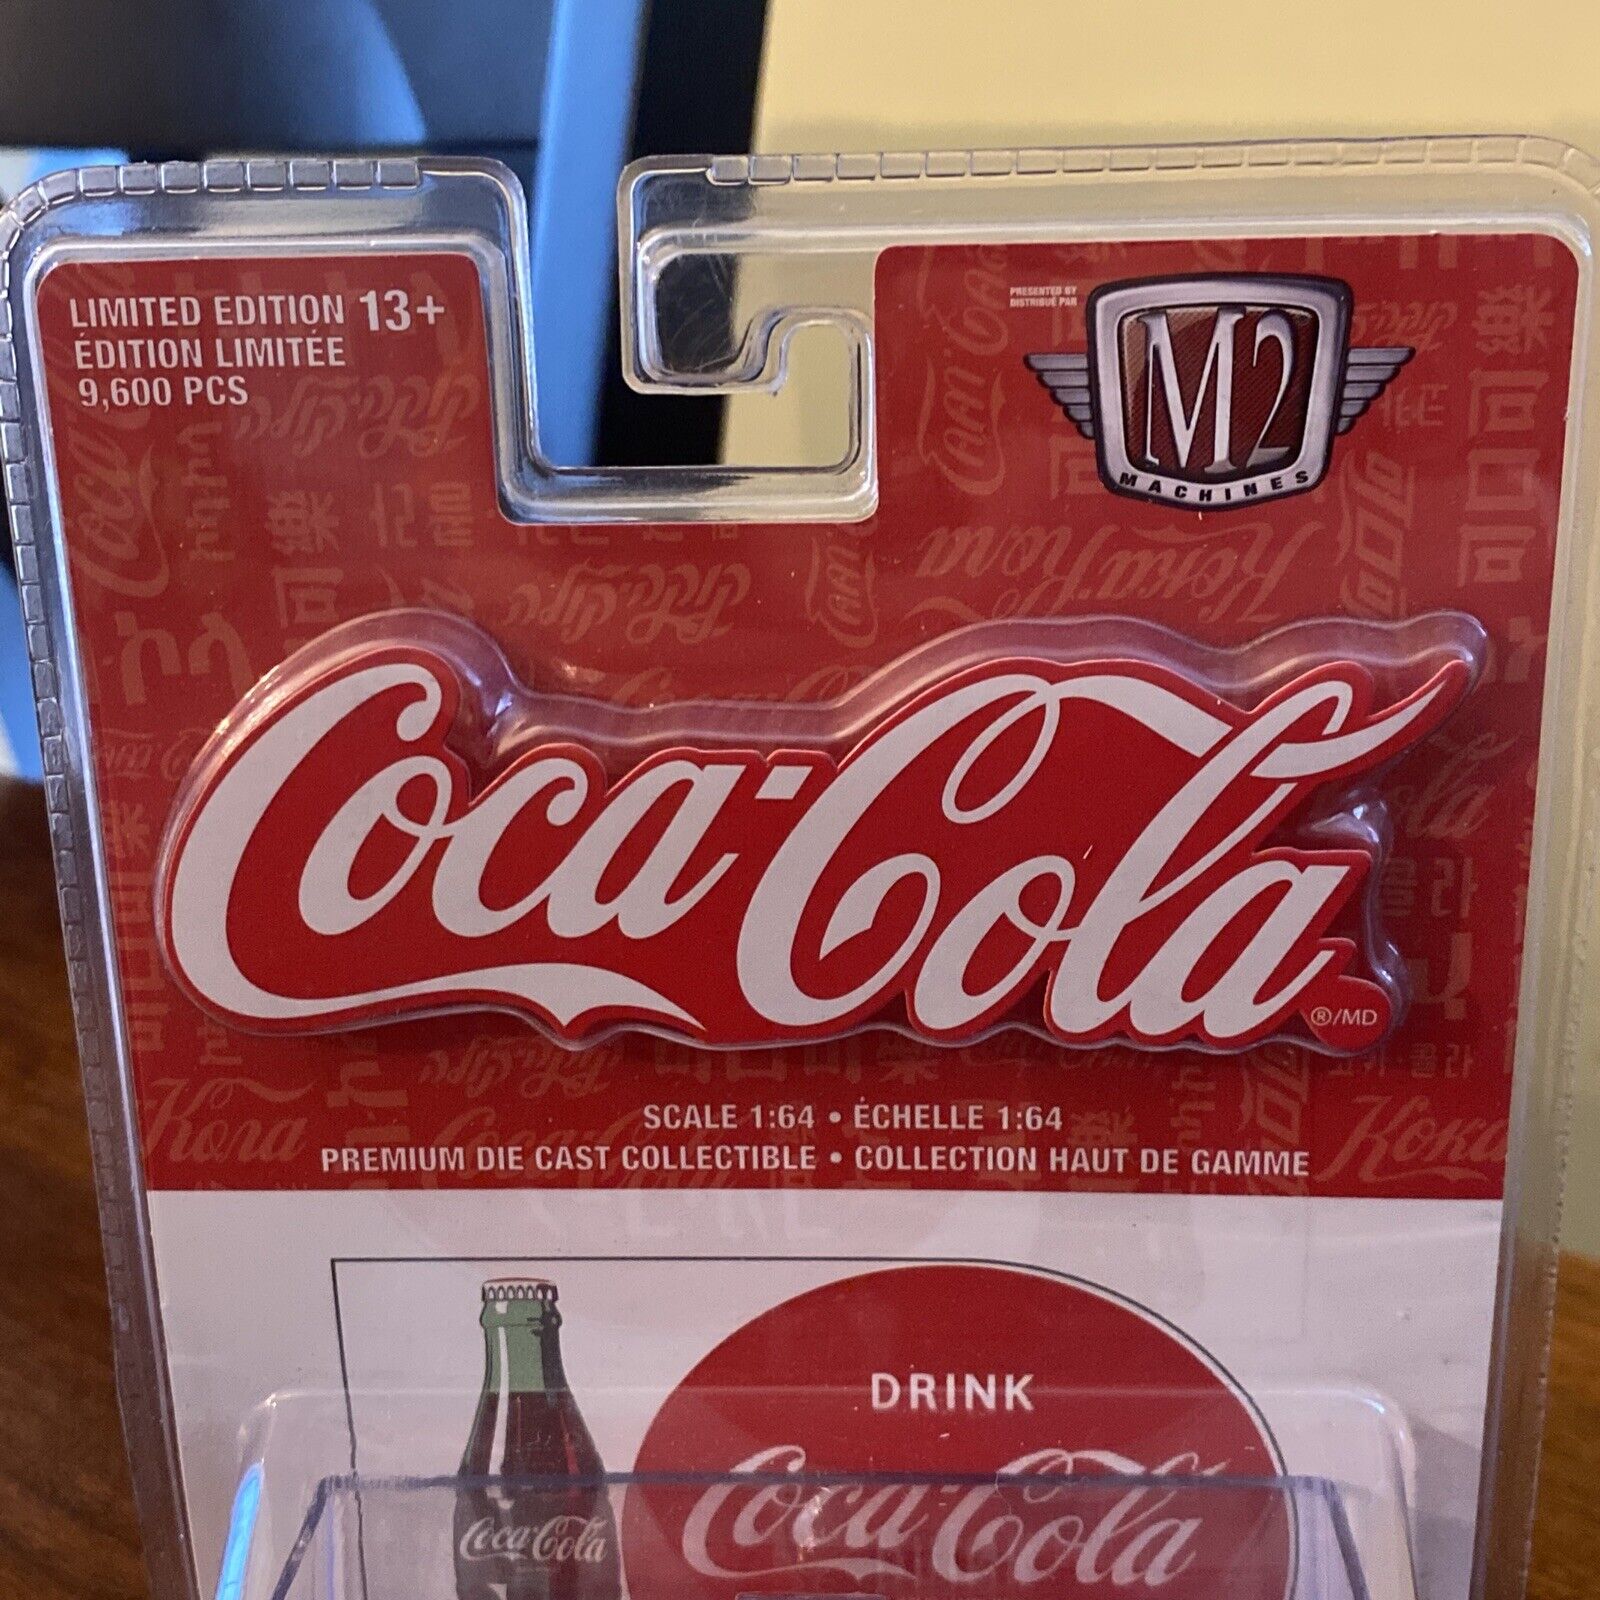 LIMITED EDITION 13+
ÉDITION LIMITÉE
9,600 PCS
PRESENTED BY
DISTRIBUÉ PAR
M2
MACHINES
Coca-Cola
®/MD
SCALE 1:64 • ÉCHELLE 1:64
PREMIUM DIE CAST COLLECTIBLE • COLLECTION HAUT DE GAMME
DRINK
Coca-Cola
Coca-Cola